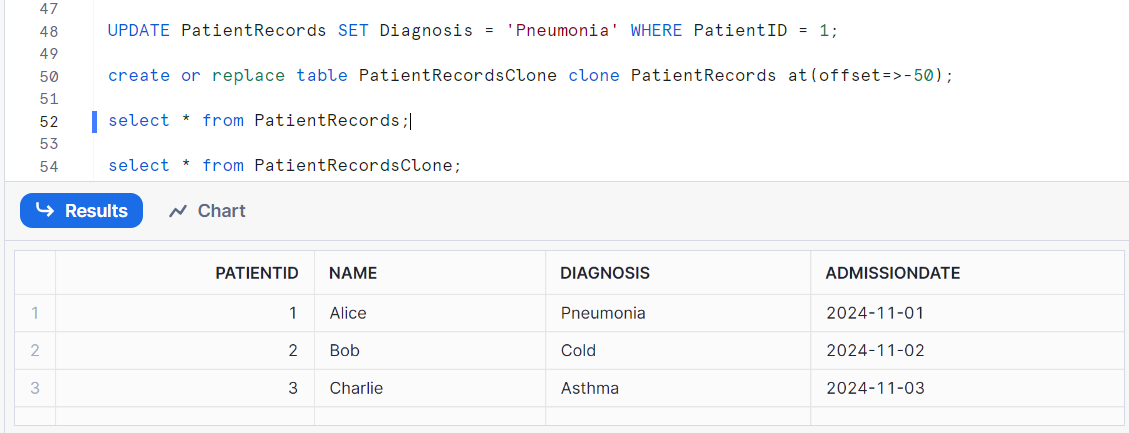 47
48 UPDATE PatientRecords SET Diagnosis = 'Pneumonia' WHERE PatientID = 1;
49
50 create or replace table PatientRecordsClone clone PatientRecords at(offset=>-50);
51
52 select * from PatientRecords;
53
54 select * from PatientRecordsClone;
Results Chart
PATIENTID NAME DIAGNOSIS ADMISSIONDATE
1 1 Alice Pneumonia 2024-11-01
2 2 Bob Cold 2024-11-02
3 3 Charlie Asthma 2024-11-03